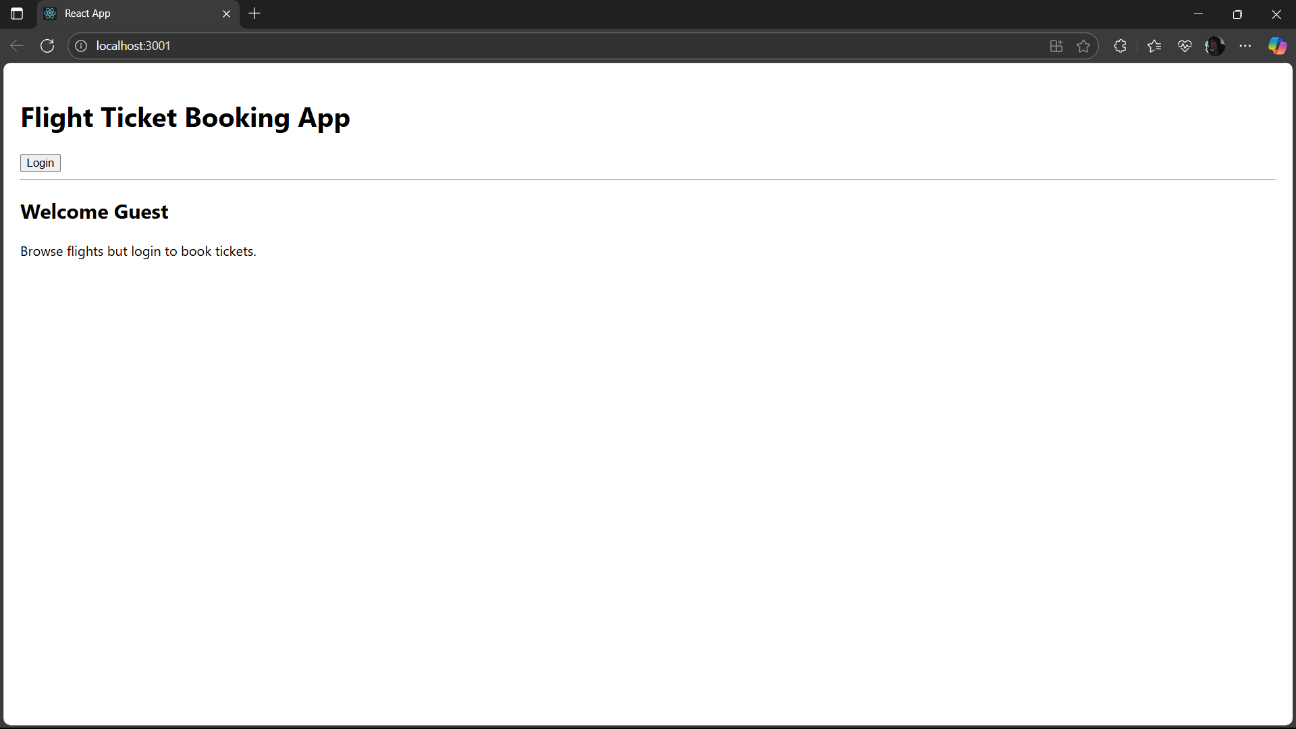 React App
localhost:3001
Flight Ticket Booking App
Login
Welcome Guest
Browse flights but login to book tickets.